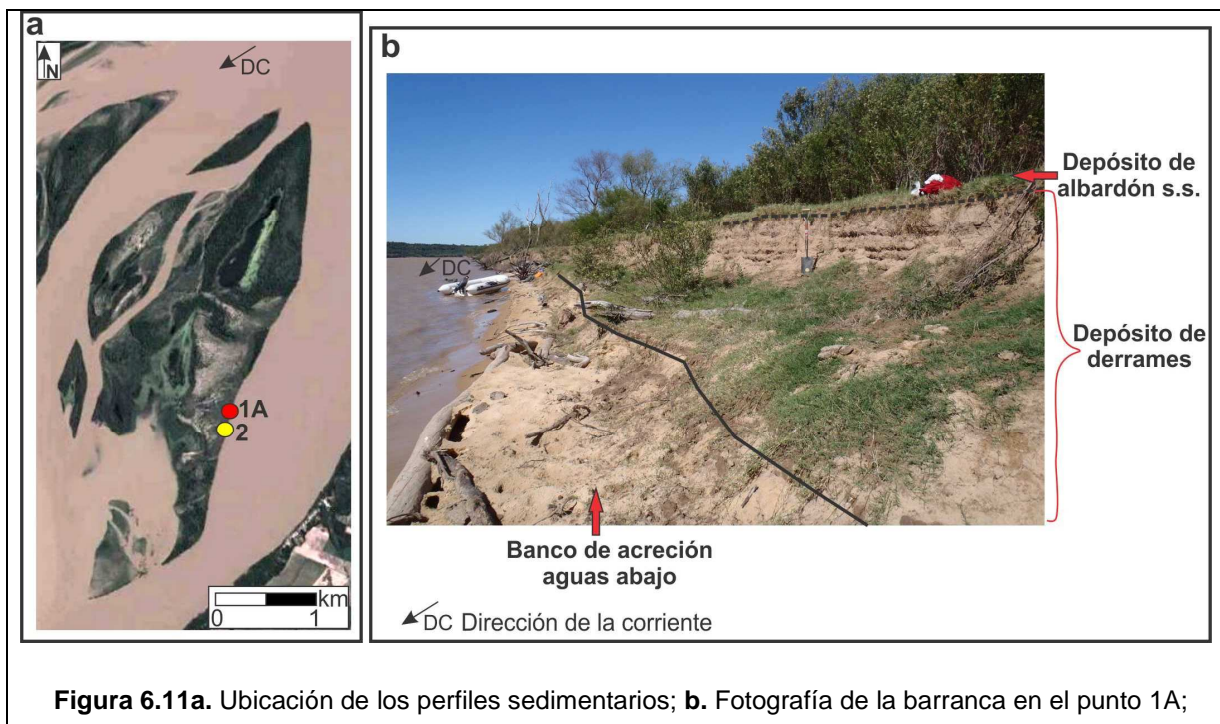 a
N
DC
1A
2
km
0 1
b
DC
Depósito de
albardón s.s.
Depósito de
derrames
Banco de acreción
aguas abajo
DC Dirección de la corriente
Figura 6.11a. Ubicación de los perfiles sedimentarios; b. Fotografía de la barranca en el punto 1A;